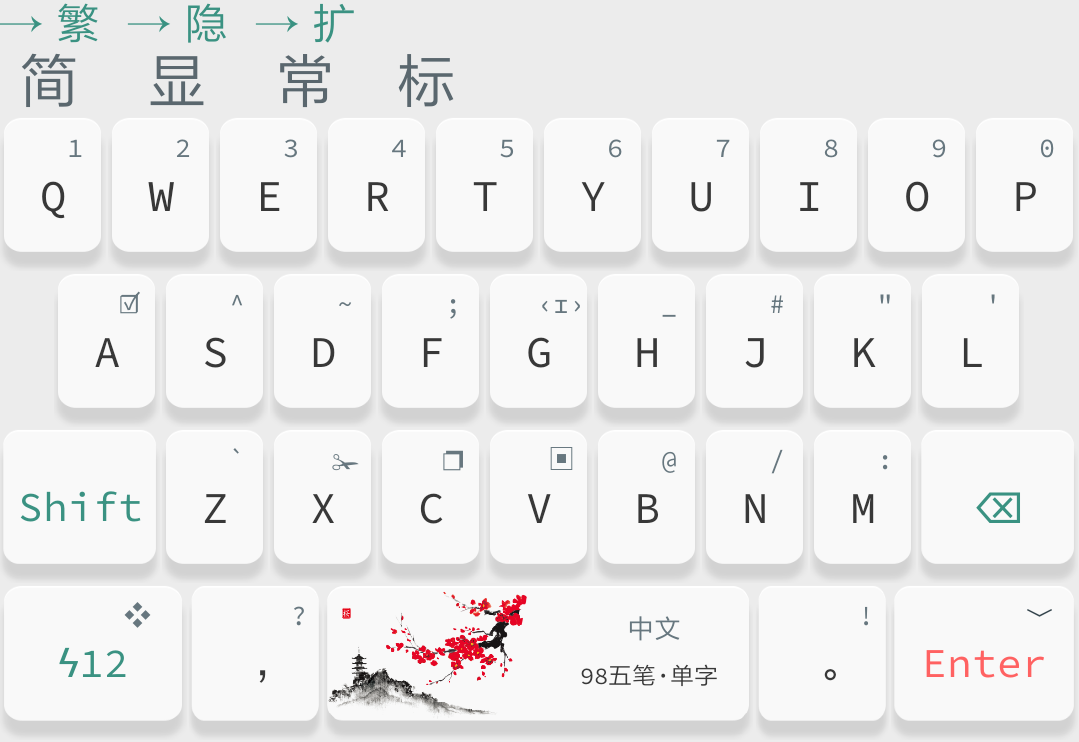 → 繁 → 隐 → 扩
简 显 常 标
1 2 3 4 5 6 7 8 9 0
Q W E R T Y U I O P
☑ ^ ~ ; ‹ɪ› _ # " '
A S D F G H J K L
` ✂ ❐ ▣ @ / :
Shift Z X C V B N M ⌫
❖ ? 中文 ! ﹀
ϟ12 , 98五笔·单字 。 Enter